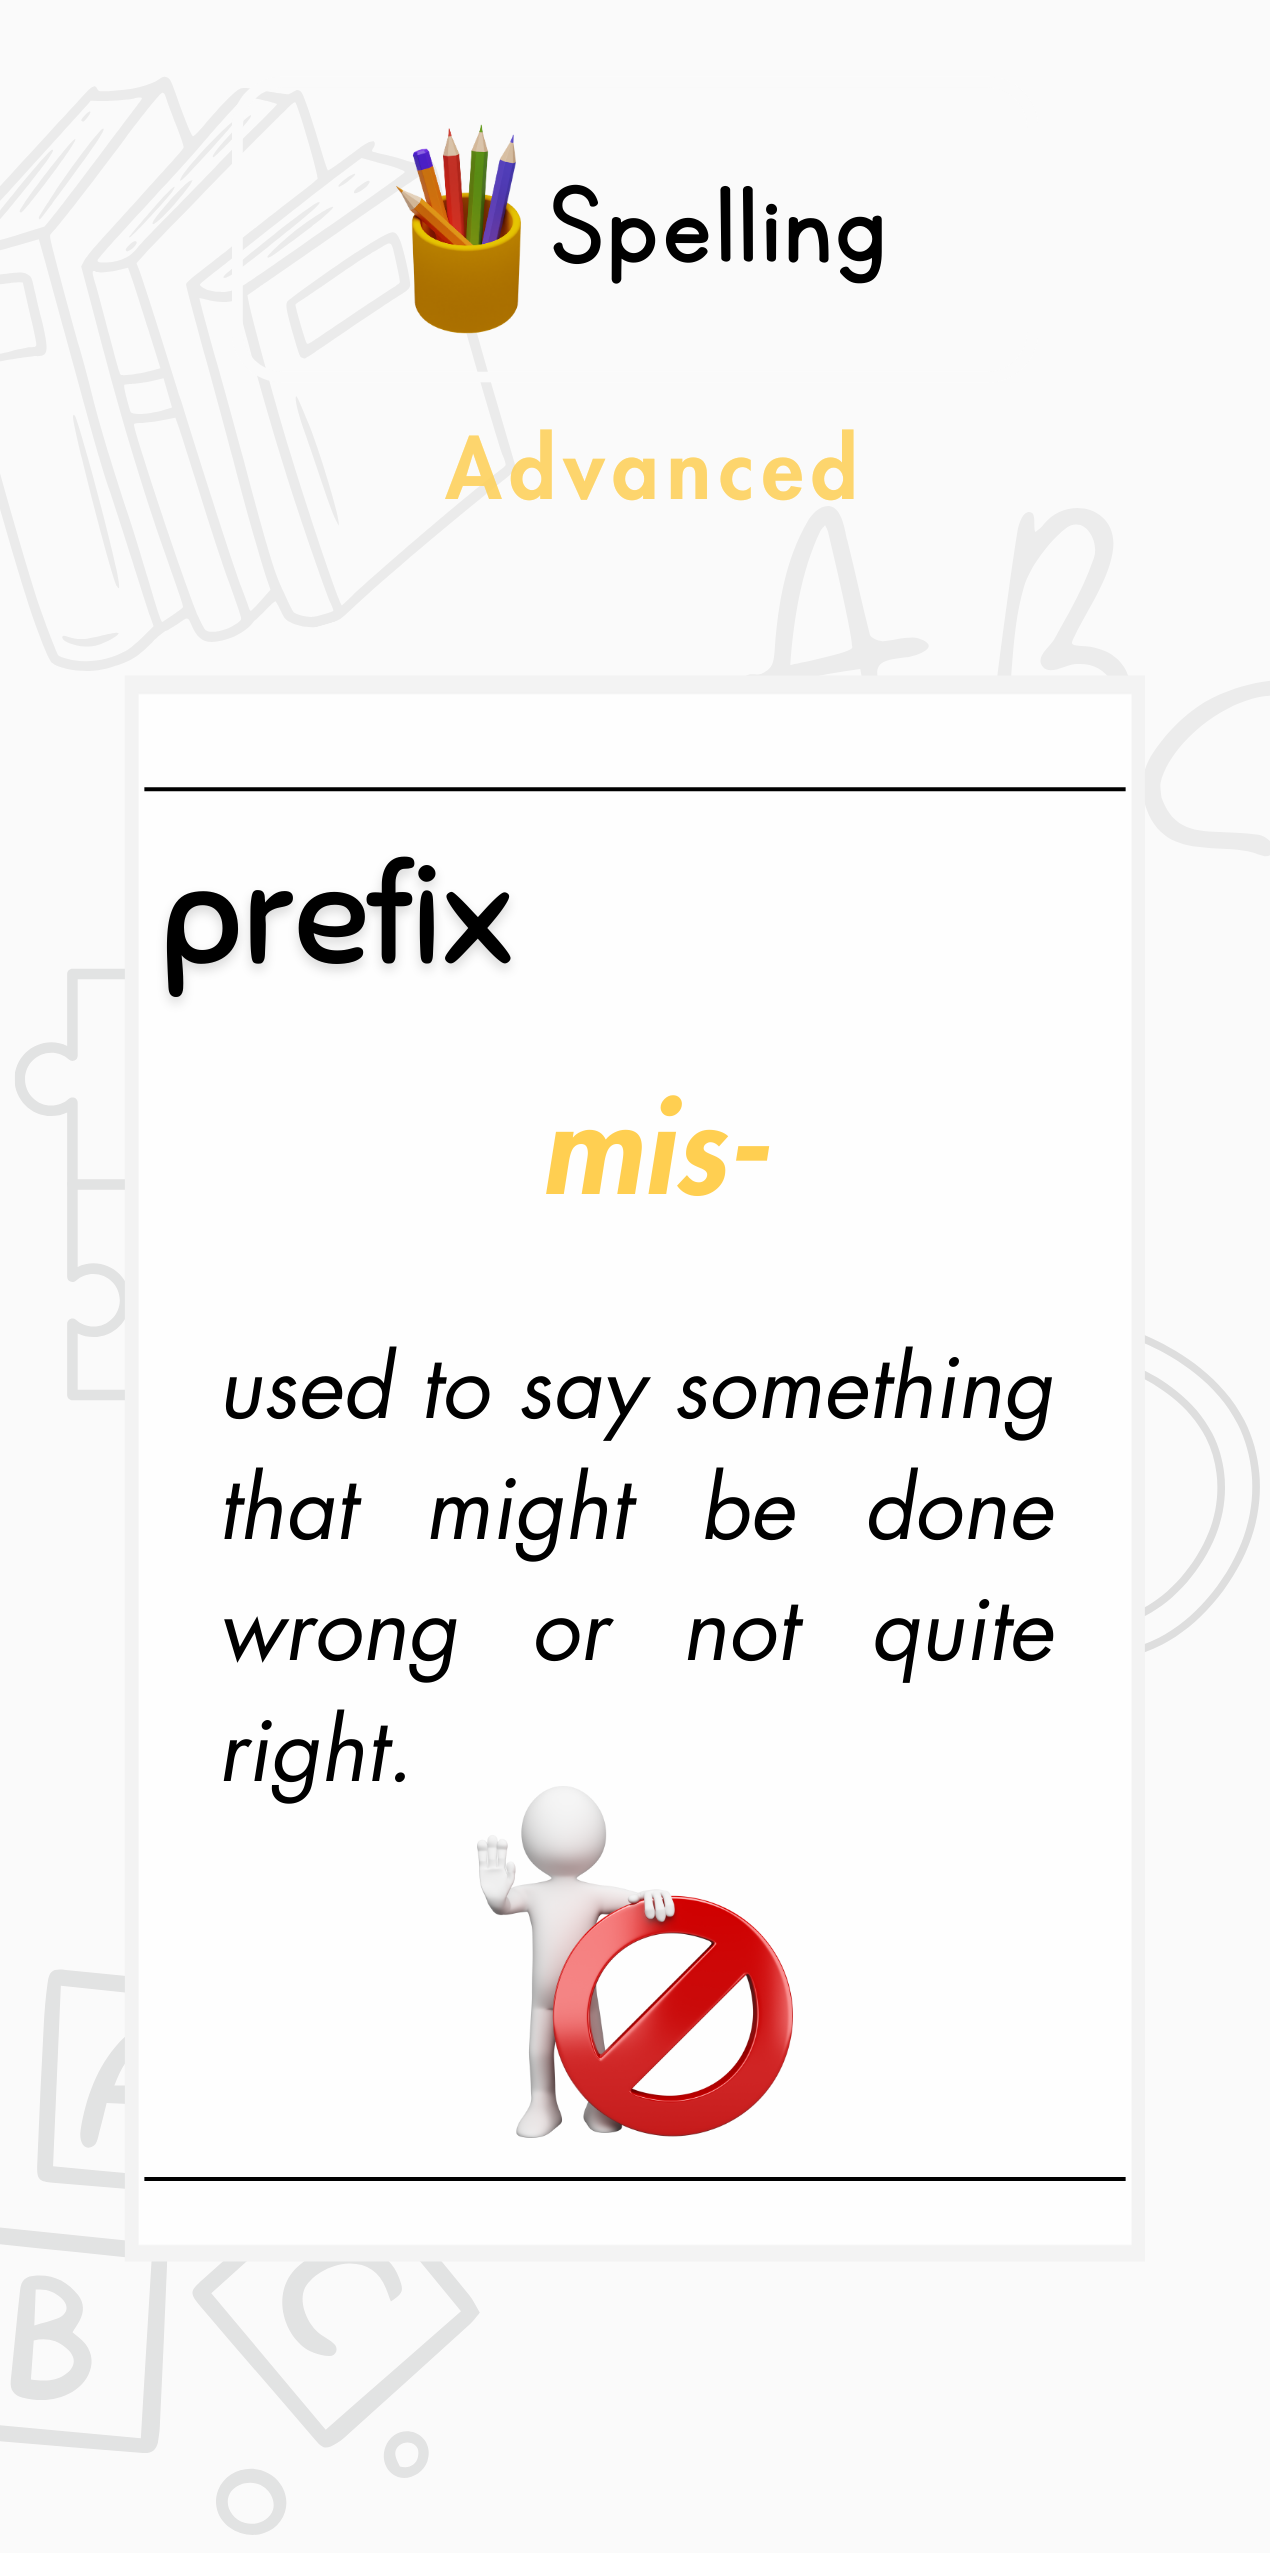 Spelling
Advanced
A B
C
prefix
mis-
used to say something
that might be done
wrong or not quite
right.
A
B
C